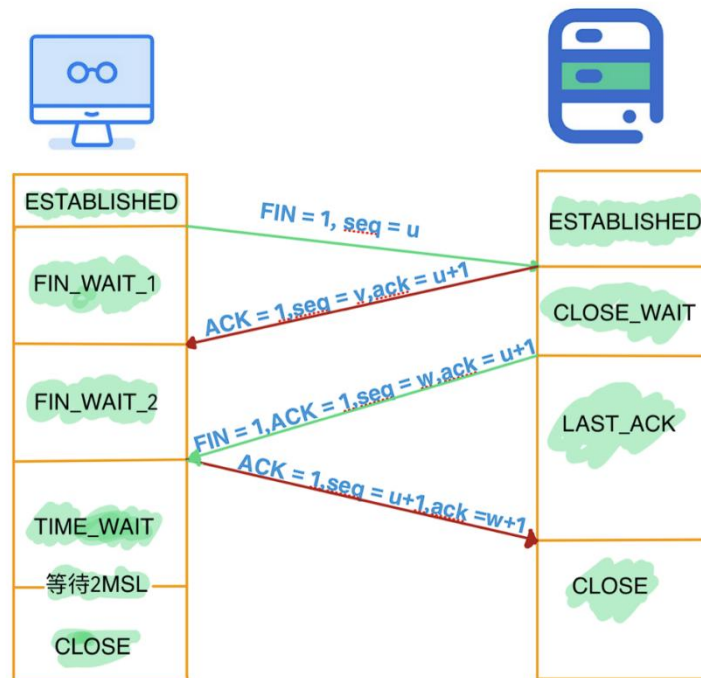 ESTABLISHED
FIN = 1, seq = u
ESTABLISHED
FIN_WAIT_1
ACK = 1,seq = v,ack = u+1
CLOSE_WAIT
FIN_WAIT_2
FIN = 1,ACK = 1,seq = w,ack = u+1
LAST_ACK
ACK = 1,seq = u+1,ack =w+1
TIME_WAIT
等待2MSL
CLOSE
CLOSE